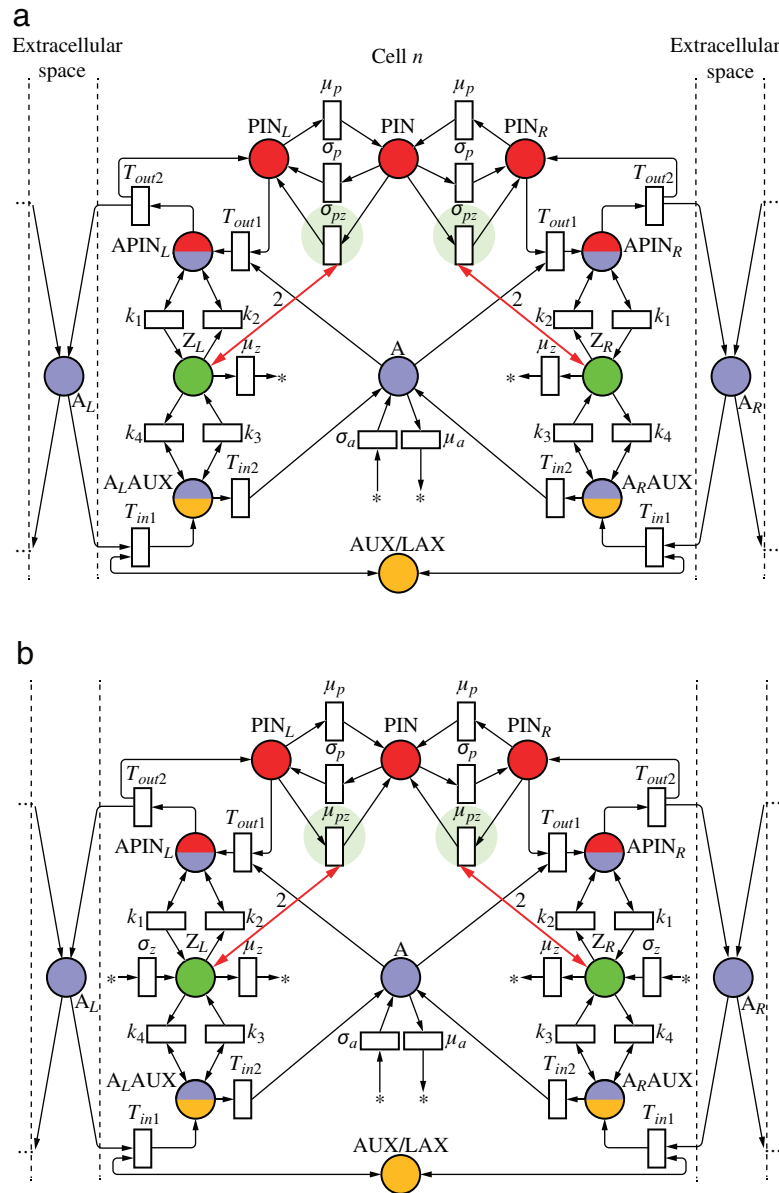 a
Extracellular space
Cell n
Extracellular space
μp μp
PINL PIN PINR
σp σp
Tout2 Tout2
σpz σpz
Tout1 Tout1
APINL APINR
2 2
k1 k2 k2 k1
ZL μz A μz ZR
* *
... ...
AL AR
k4 k3 σa μa k3 k4
ALAUX Tin2 Tin2 ARAUX
* *
Tin1 Tin1
AUX/LAX
... ...
b
μp μp
PINL PIN PINR
σp σp
Tout2 Tout2
μpz μpz
Tout1 Tout1
APINL APINR
2 2
k1 k2 k2 k1
σz ZL μz A μz ZR σz
* * * *
... ...
AL AR
k4 k3 σa μa k3 k4
ALAUX Tin2 Tin2 ARAUX
* *
Tin1 Tin1
AUX/LAX
... ...